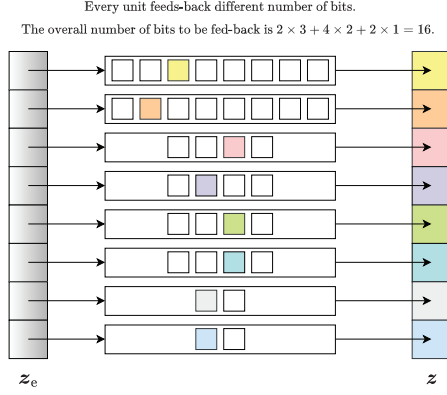 Every unit feeds-back different number of bits.
The overall number of bits to be fed-back is 2 × 3 + 4 × 2 + 2 × 1 = 16.
z_e
z